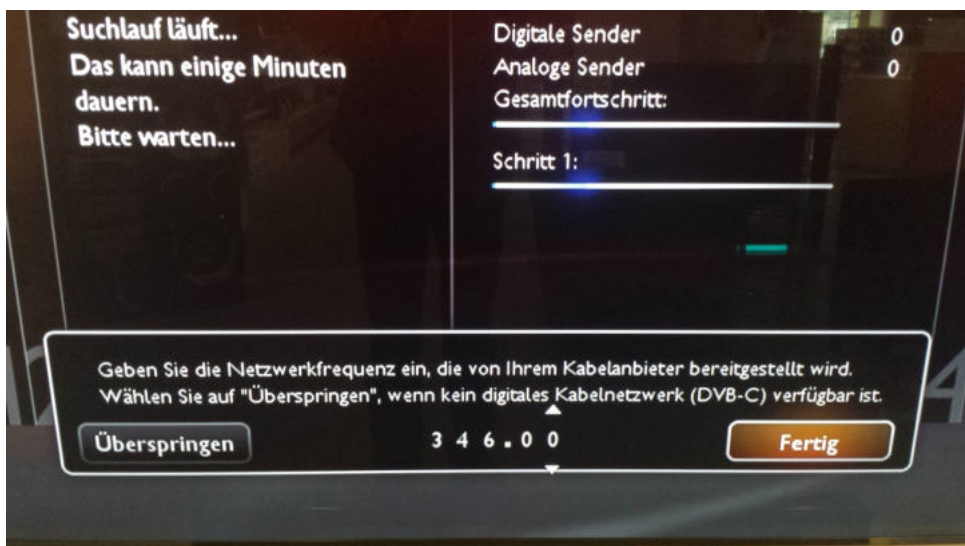 Suchlauf läuft...
Das kann einige Minuten
dauern.
Bitte warten...
Digitale Sender 0
Analoge Sender 0
Gesamtfortschritt:
Schritt 1:
Geben Sie die Netzwerkfrequenz ein, die von Ihrem Kabelanbieter bereitgestellt wird.
Wählen Sie auf "Überspringen", wenn kein digitales Kabelnetzwerk (DVB-C) verfügbar ist.
Überspringen
346.00
Fertig